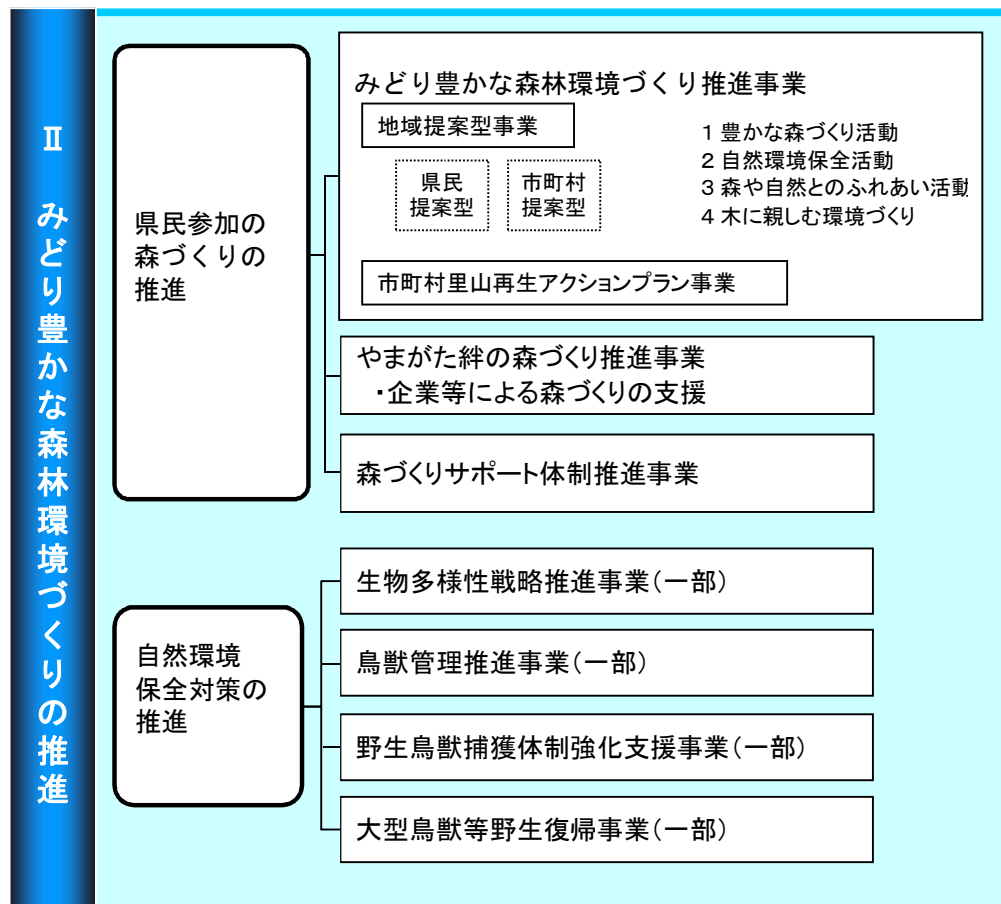 Ⅱ みどり豊かな森林環境づくりの推進
県民参加の
森づくりの
推進
みどり豊かな森林環境づくり推進事業
地域提案型事業
県民
提案型
市町村
提案型
1 豊かな森づくり活動
2 自然環境保全活動
3 森や自然とのふれあい活動
4 木に親しむ環境づくり
市町村里山再生アクションプラン事業
やまがた絆の森づくり推進事業
・企業等による森づくりの支援
森づくりサポート体制推進事業
自然環境
保全対策の
推進
生物多様性戦略推進事業(一部)
鳥獣管理推進事業(一部)
野生鳥獣捕獲体制強化支援事業(一部)
大型鳥獣等野生復帰事業(一部)